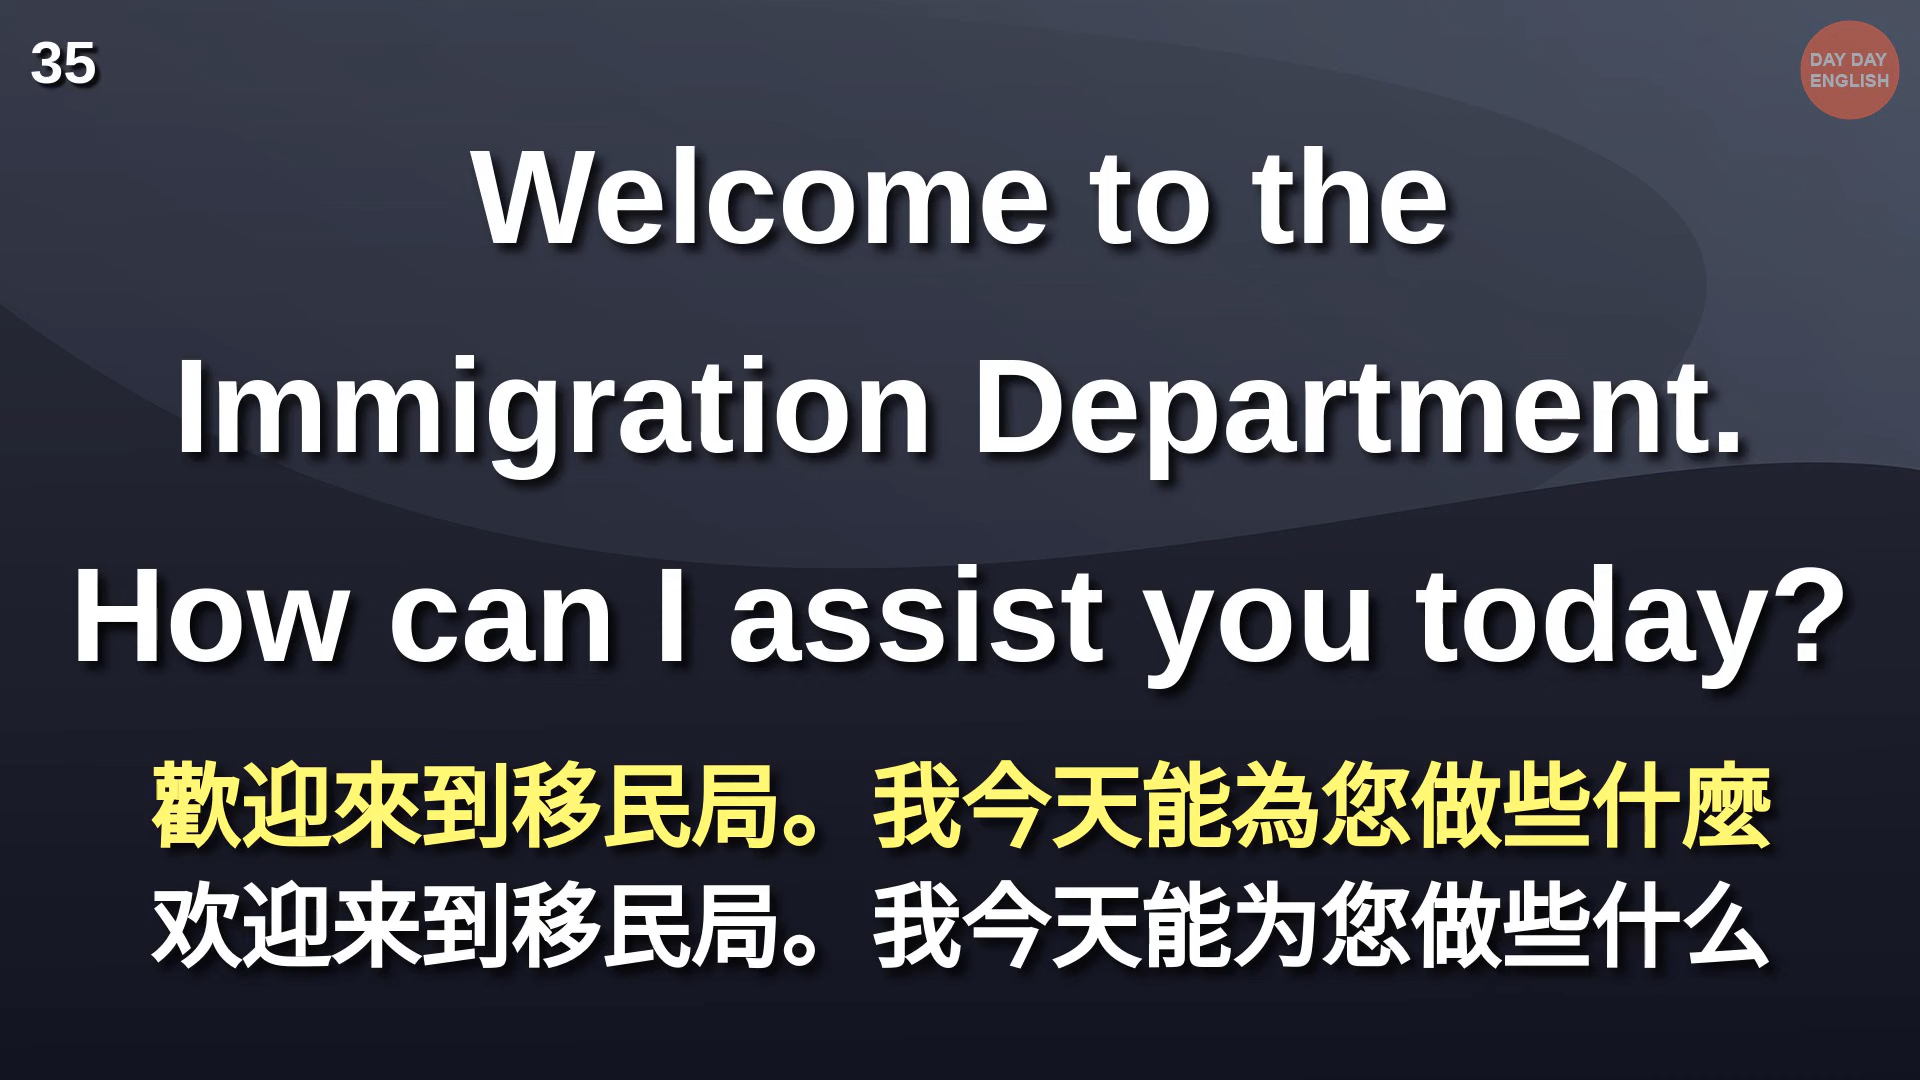 35
DAY DAY
ENGLISH
Welcome to the
Immigration Department.
How can I assist you today?
歡迎來到移民局。我今天能為您做些什麼
欢迎来到移民局。我今天能为您做些什么